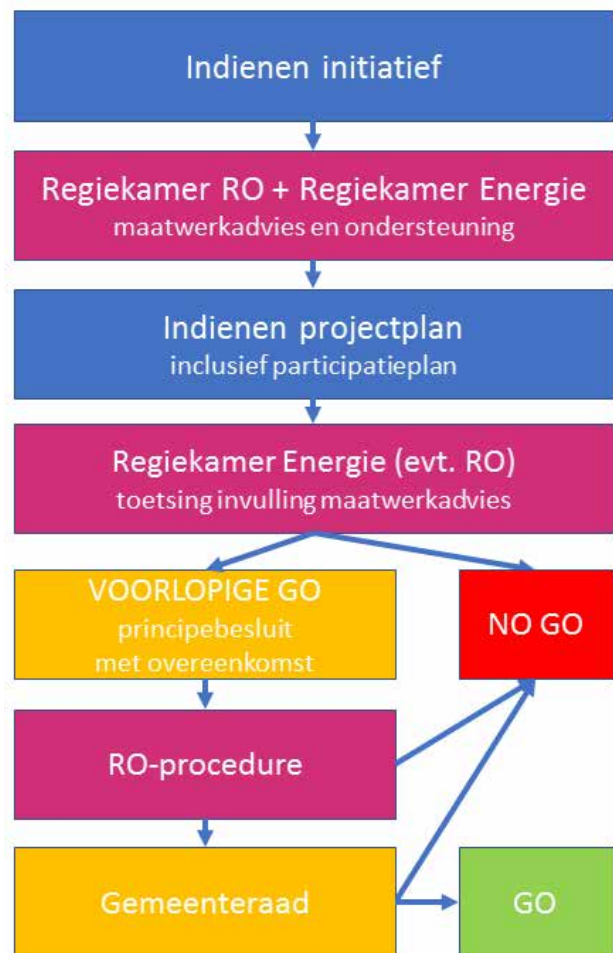 Indienen initiatief
Regiekamer RO + Regiekamer Energie
maatwerkadvies en ondersteuning
Indienen projectplan
inclusief participatieplan
Regiekamer Energie (evt. RO)
toetsing invulling maatwerkadvies
VOORLOPIGE GO
principebesluit
met overeenkomst
NO GO
RO-procedure
Gemeenteraad
GO